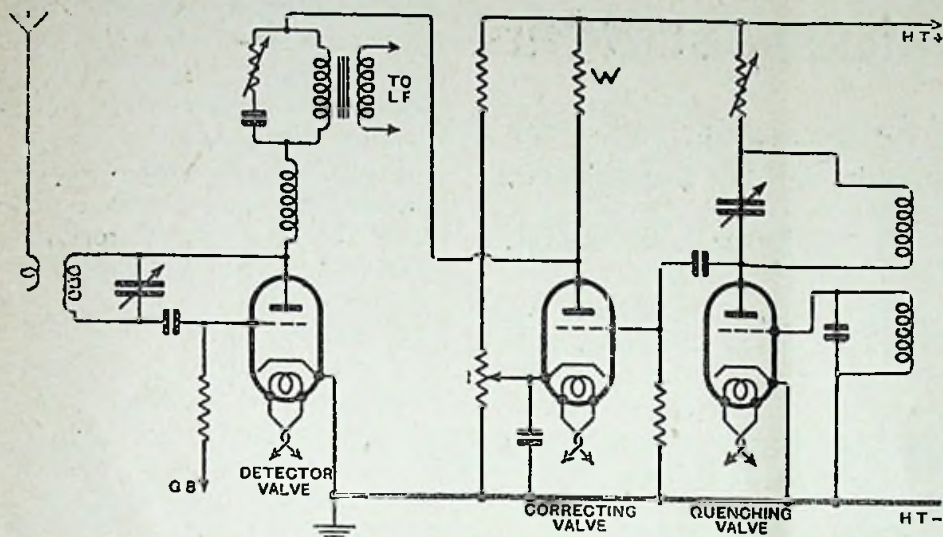 HT+
W
TO
LF
DETECTOR
VALVE
GB
CORRECTING
VALVE
QUENCHING
VALVE
HT-